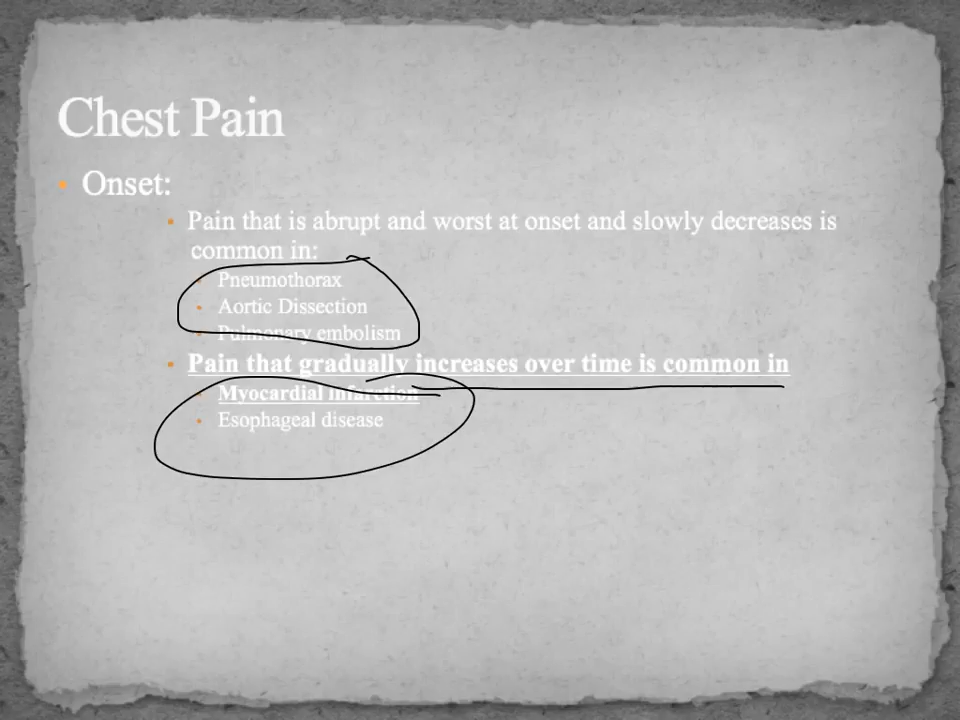 Chest Pain
• Onset:
• Pain that is abrupt and worst at onset and slowly decreases is
common in:
• Pneumothorax
• Aortic Dissection
• Pulmonary embolism
• Pain that gradually increases over time is common in
• Myocardial infarction
• Esophageal disease